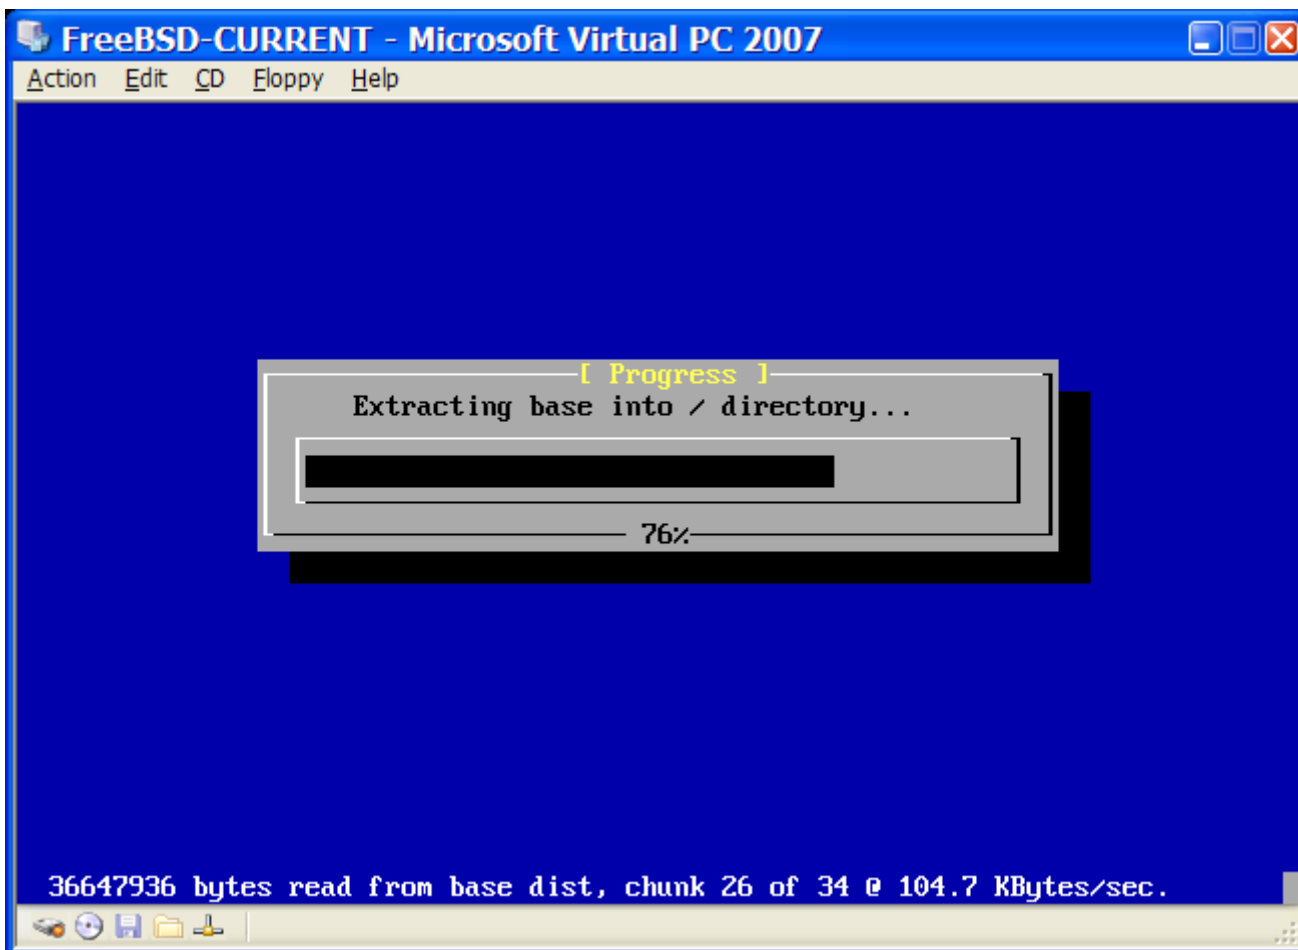 FreeBSD-CURRENT - Microsoft Virtual PC 2007
Action Edit CD Floppy Help
[ Progress ]
Extracting base into / directory...
76%
36647936 bytes read from base dist, chunk 26 of 34 @ 104.7 KBytes/sec.